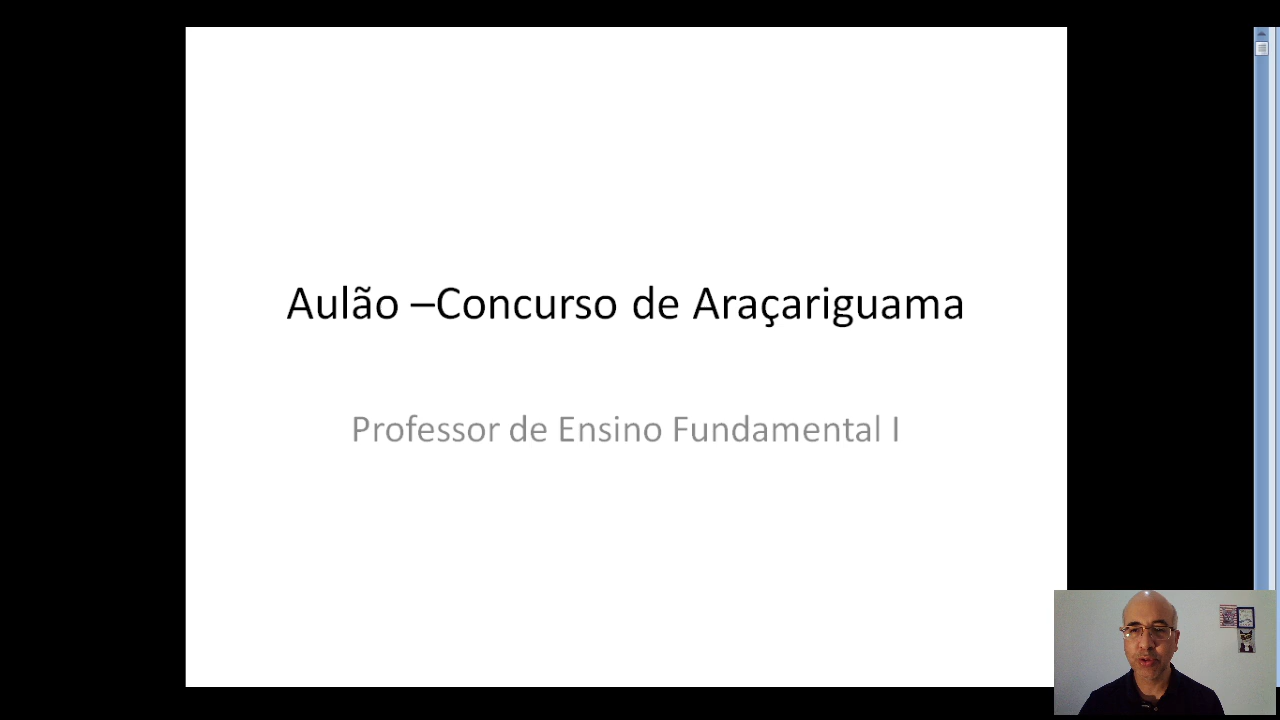 Aulão –Concurso de Araçariguama
Professor de Ensino Fundamental I